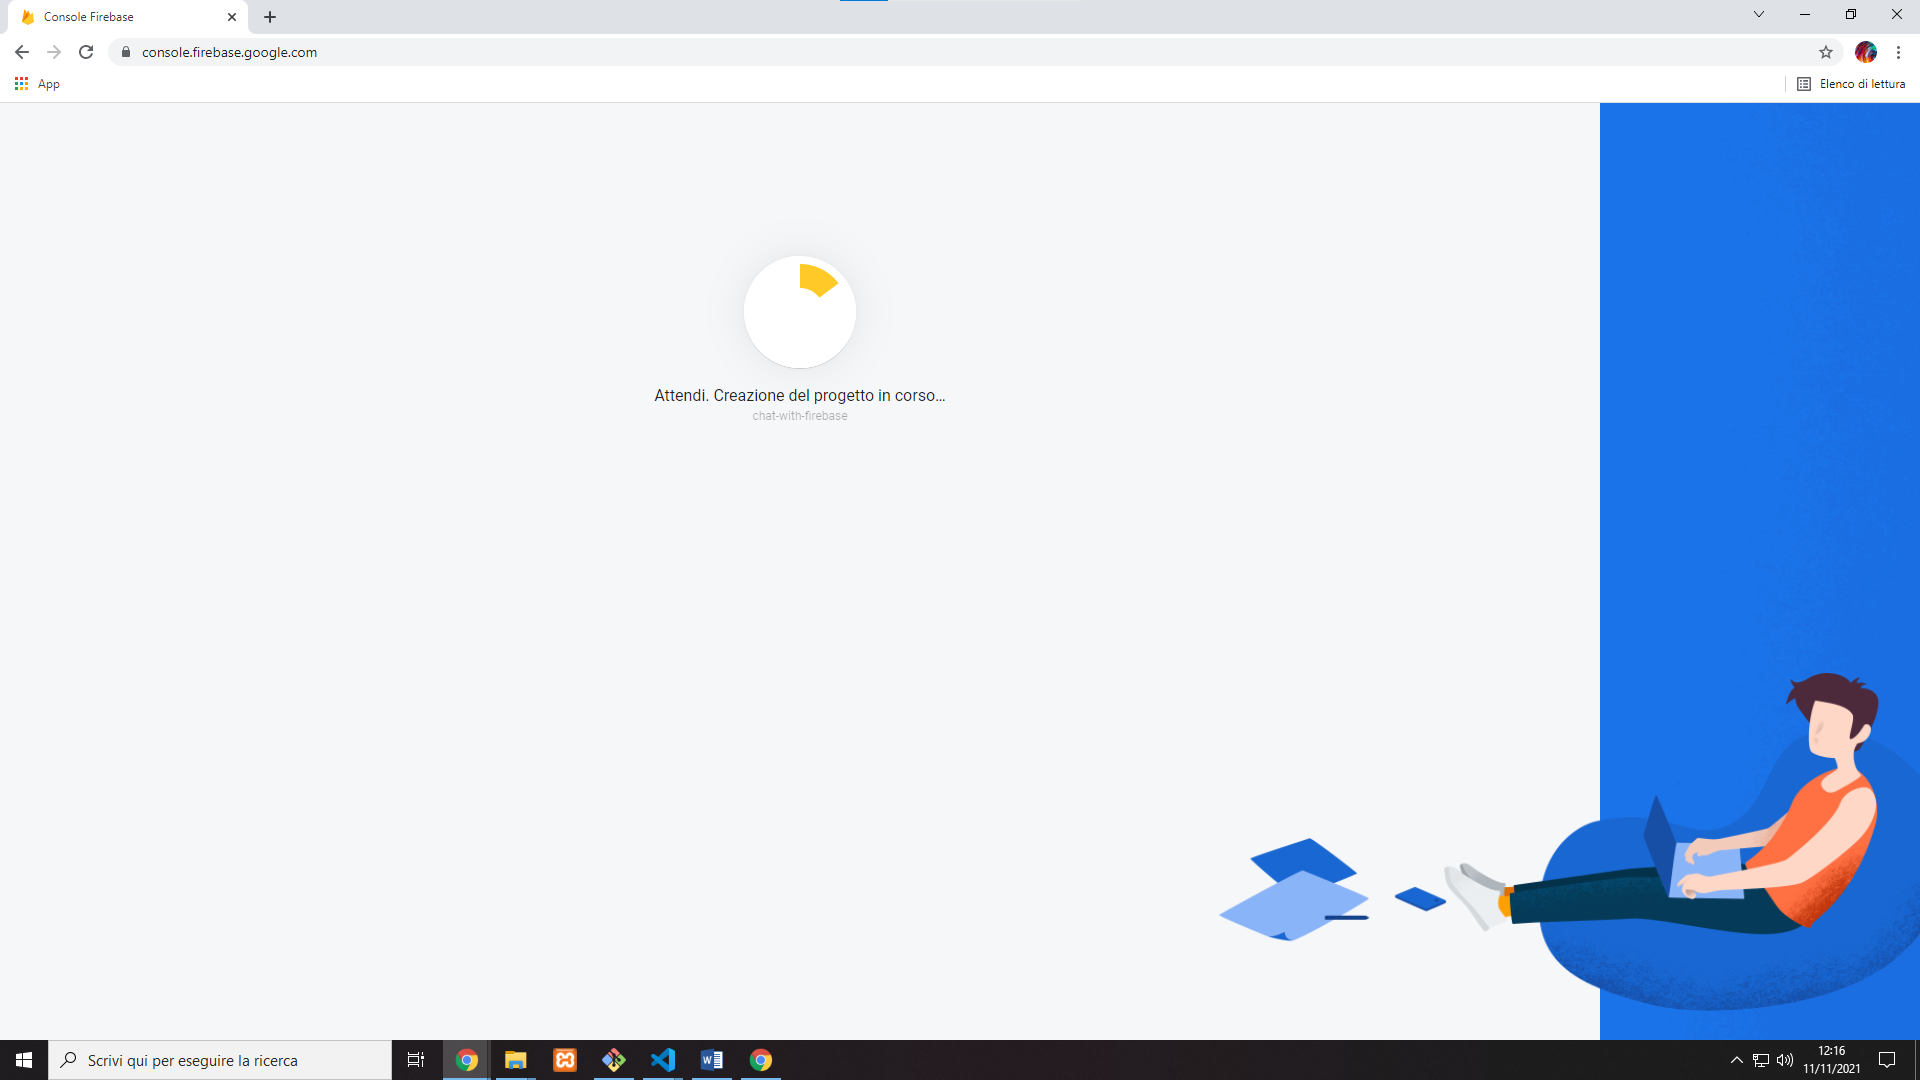 Console Firebase
console.firebase.google.com
App
Elenco di lettura
Attendi. Creazione del progetto in corso...
chat-with-firebase
Scrivi qui per eseguire la ricerca
12:16
11/11/2021